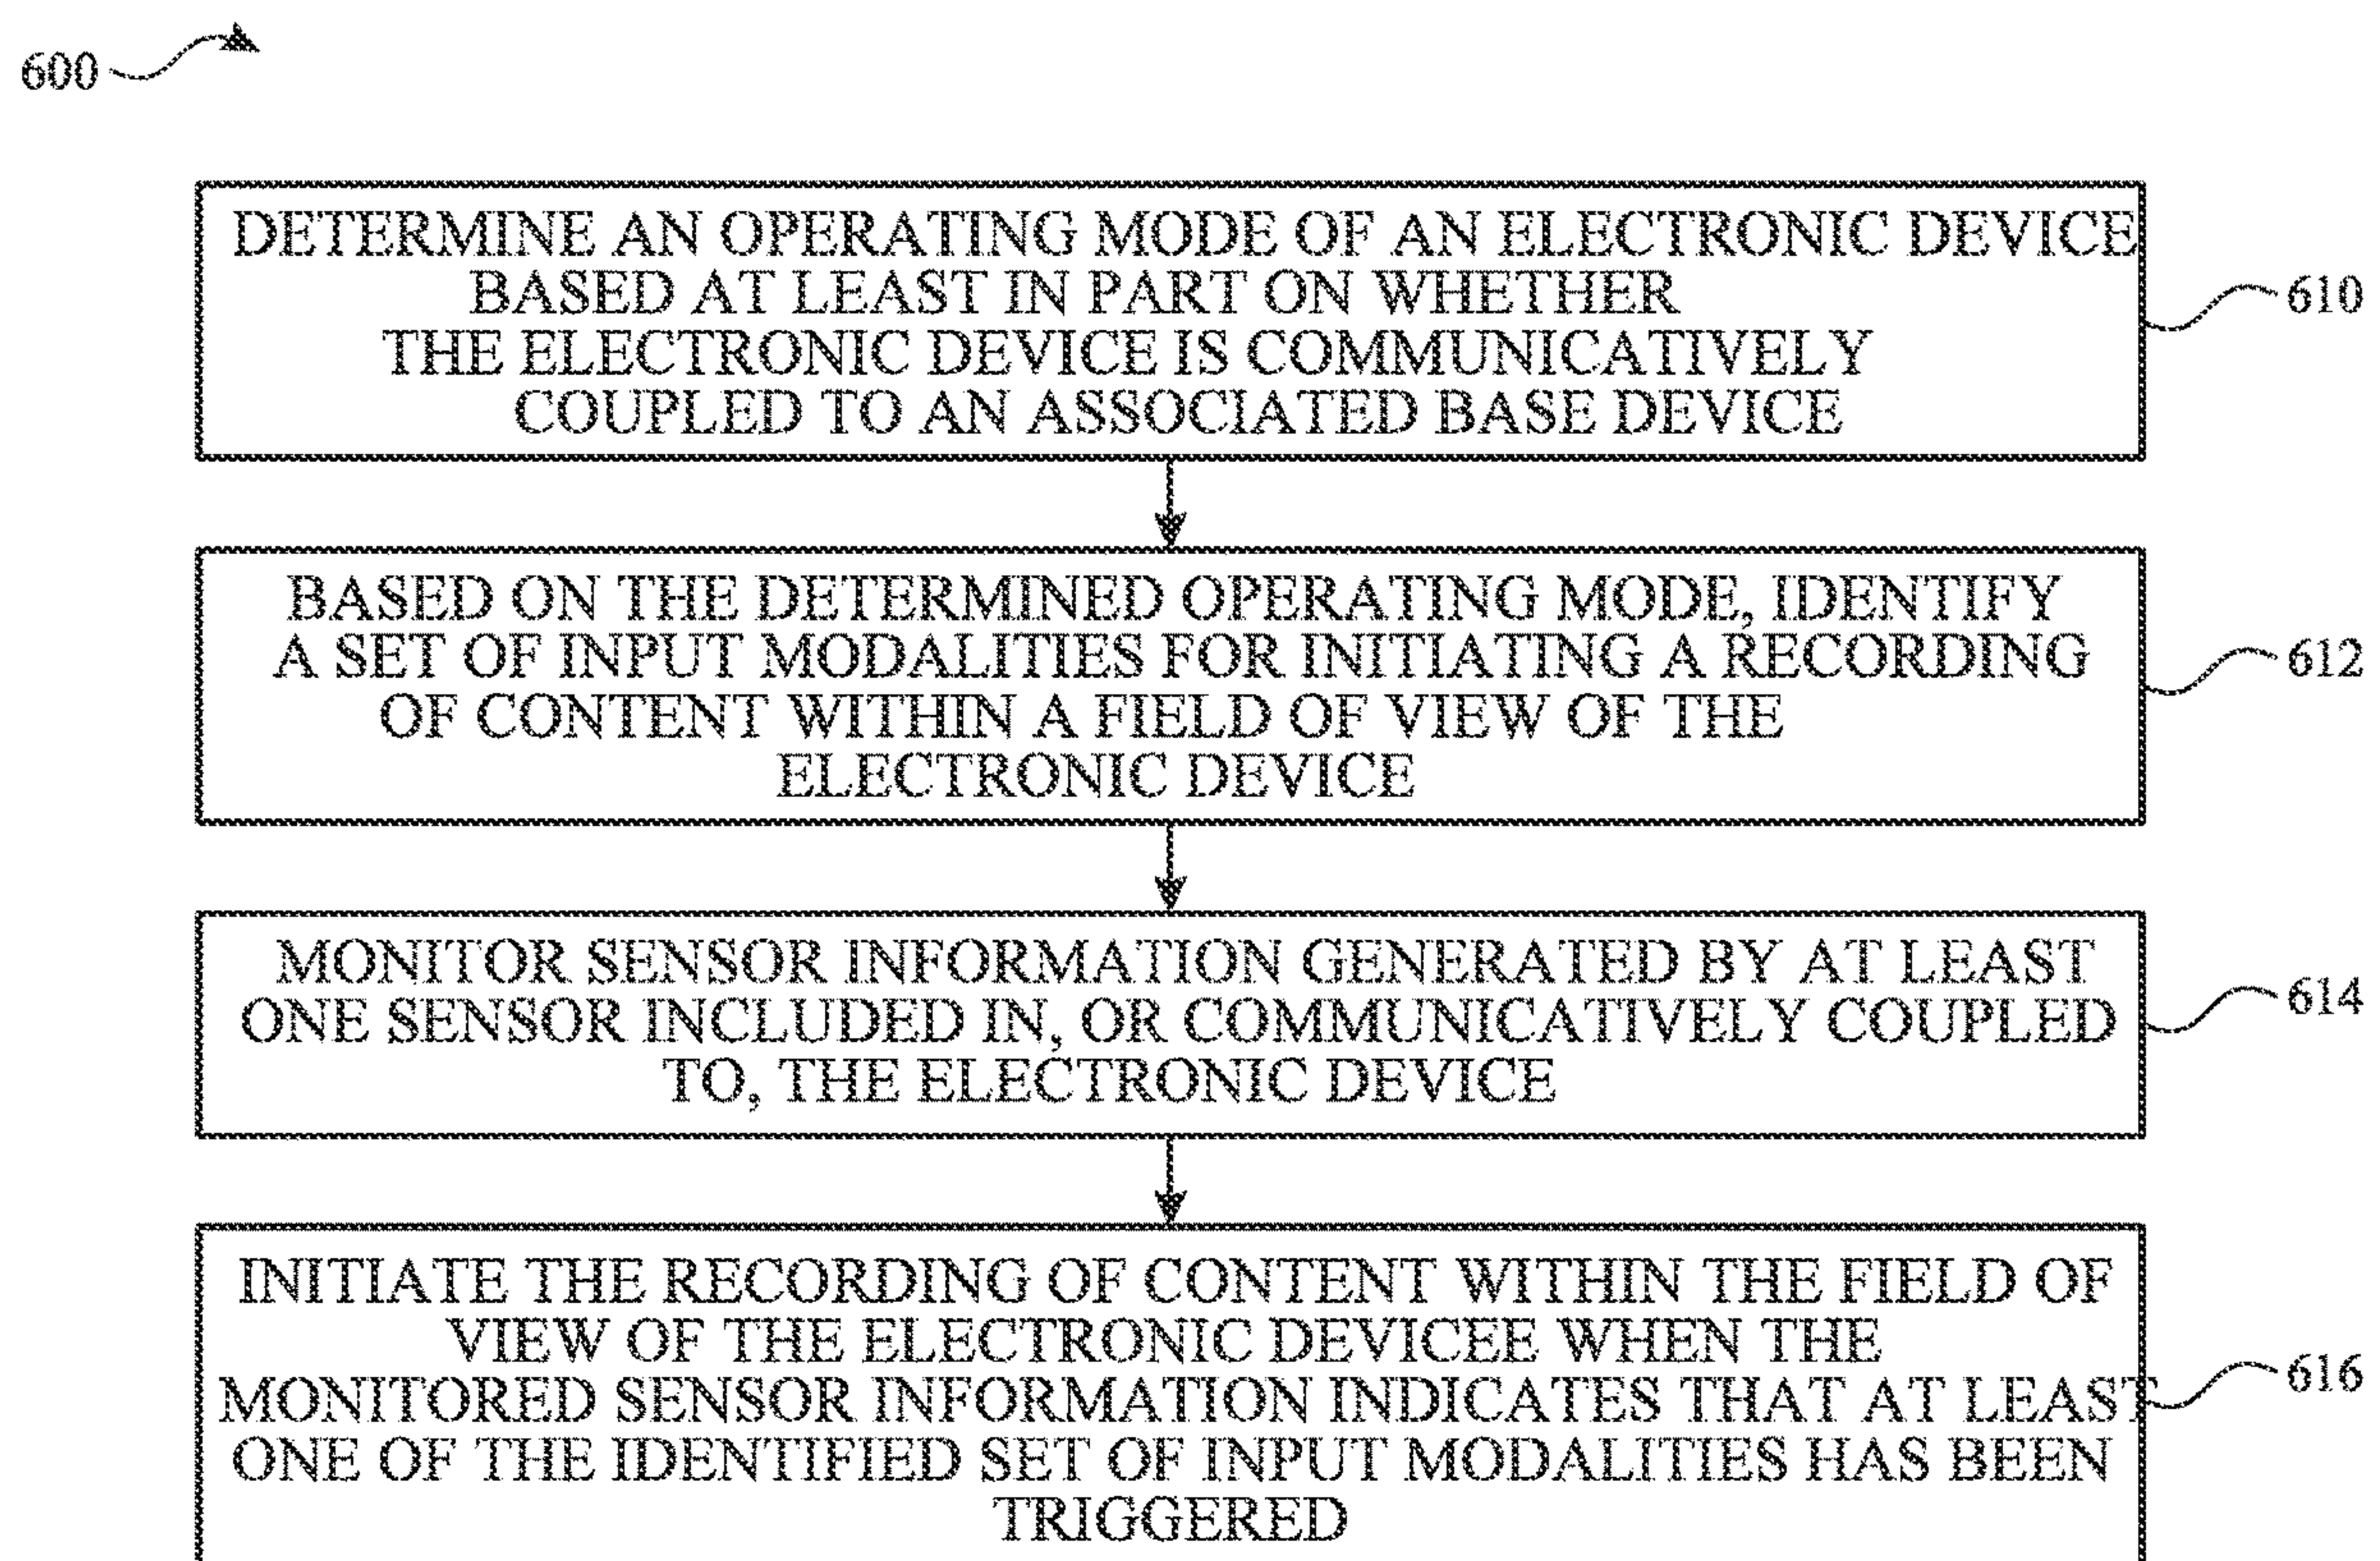 600
DETERMINE AN OPERATING MODE OF AN ELECTRONIC DEVICE
BASED AT LEAST IN PART ON WHETHER
THE ELECTRONIC DEVICE IS COMMUNICATIVELY
COUPLED TO AN ASSOCIATED BASE DEVICE
610
BASED ON THE DETERMINED OPERATING MODE, IDENTIFY
A SET OF INPUT MODALITIES FOR INITIATING A RECORDING
OF CONTENT WITHIN A FIELD OF VIEW OF THE
ELECTRONIC DEVICE
612
MONITOR SENSOR INFORMATION GENERATED BY AT LEAST
ONE SENSOR INCLUDED IN, OR COMMUNICATIVELY COUPLED
TO, THE ELECTRONIC DEVICE
614
INITIATE THE RECORDING OF CONTENT WITHIN THE FIELD OF
VIEW OF THE ELECTRONIC DEVICEE WHEN THE
MONITORED SENSOR INFORMATION INDICATES THAT AT LEAST
ONE OF THE IDENTIFIED SET OF INPUT MODALITIES HAS BEEN
TRIGGERED
616